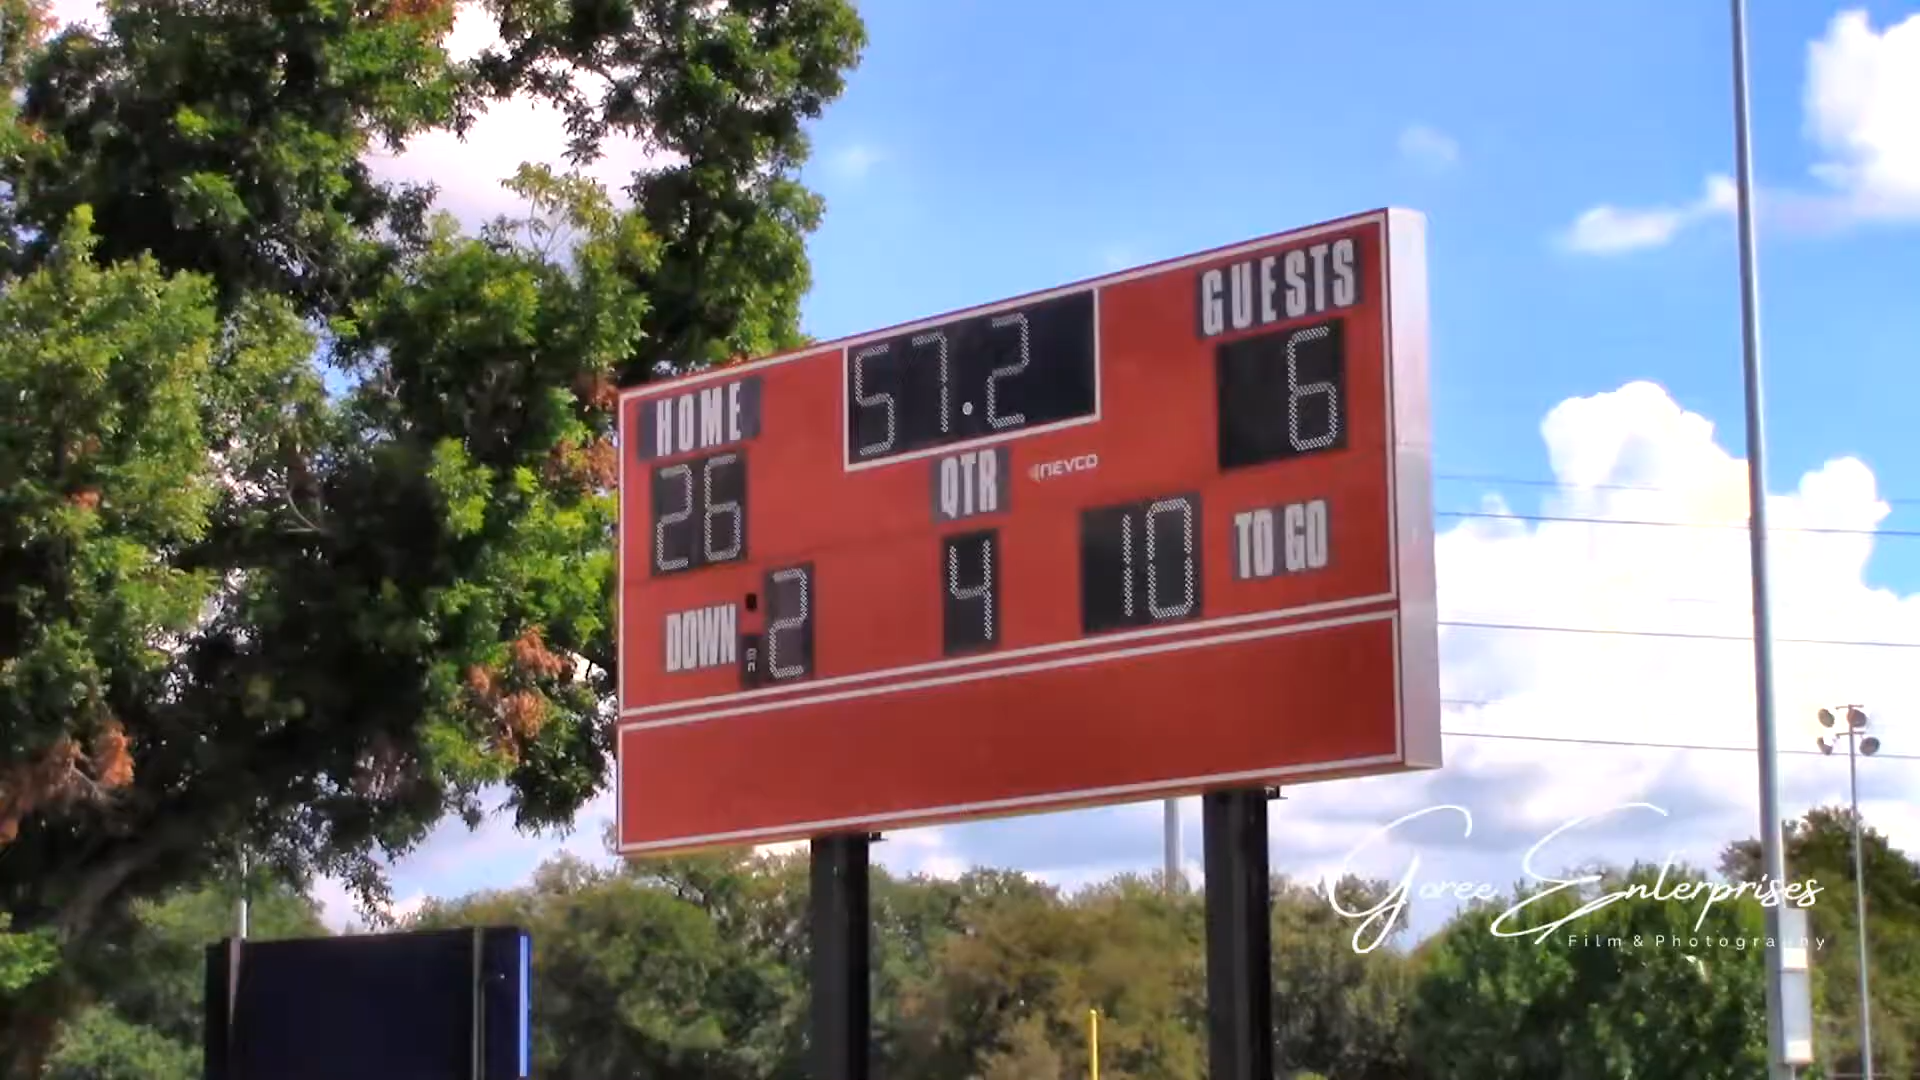 GUESTS
57.2
6
HOME
26
QTR
NEVCO
4
10
TO GO
DOWN
2
Goree Enterprises
Film & Photography